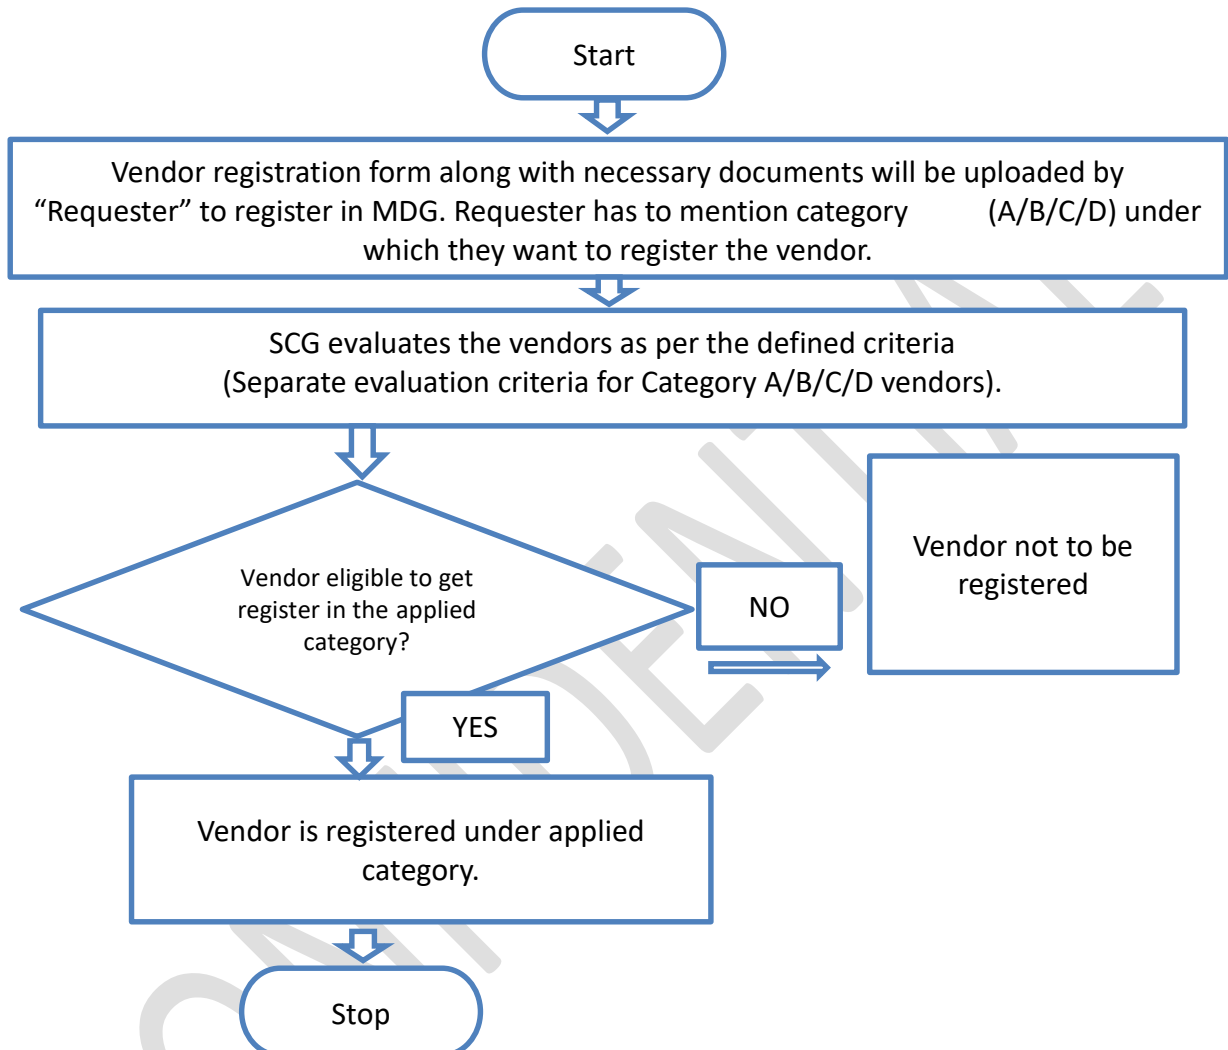 Start
Vendor registration form along with necessary documents will be uploaded by
“Requester” to register in MDG. Requester has to mention category (A/B/C/D) under
which they want to register the vendor.
SCG evaluates the vendors as per the defined criteria
(Separate evaluation criteria for Category A/B/C/D vendors).
Vendor eligible to get
register in the applied
category?
NO
Vendor not to be
registered
YES
Vendor is registered under applied
category.
Stop
CONFIDENTIAL